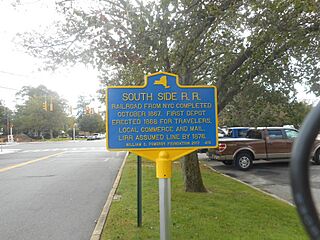 SOUTH SIDE R. R.
RAILROAD FROM NYC COMPLETED
OCTOBER 1867. FIRST DEPOT
ERECTED 1868 FOR TRAVELERS,
LOCAL COMMERCE AND MAIL.
LIRR ASSUMED LINE BY 1876.
WILLIAM G. POMEROY FOUNDATION 2017